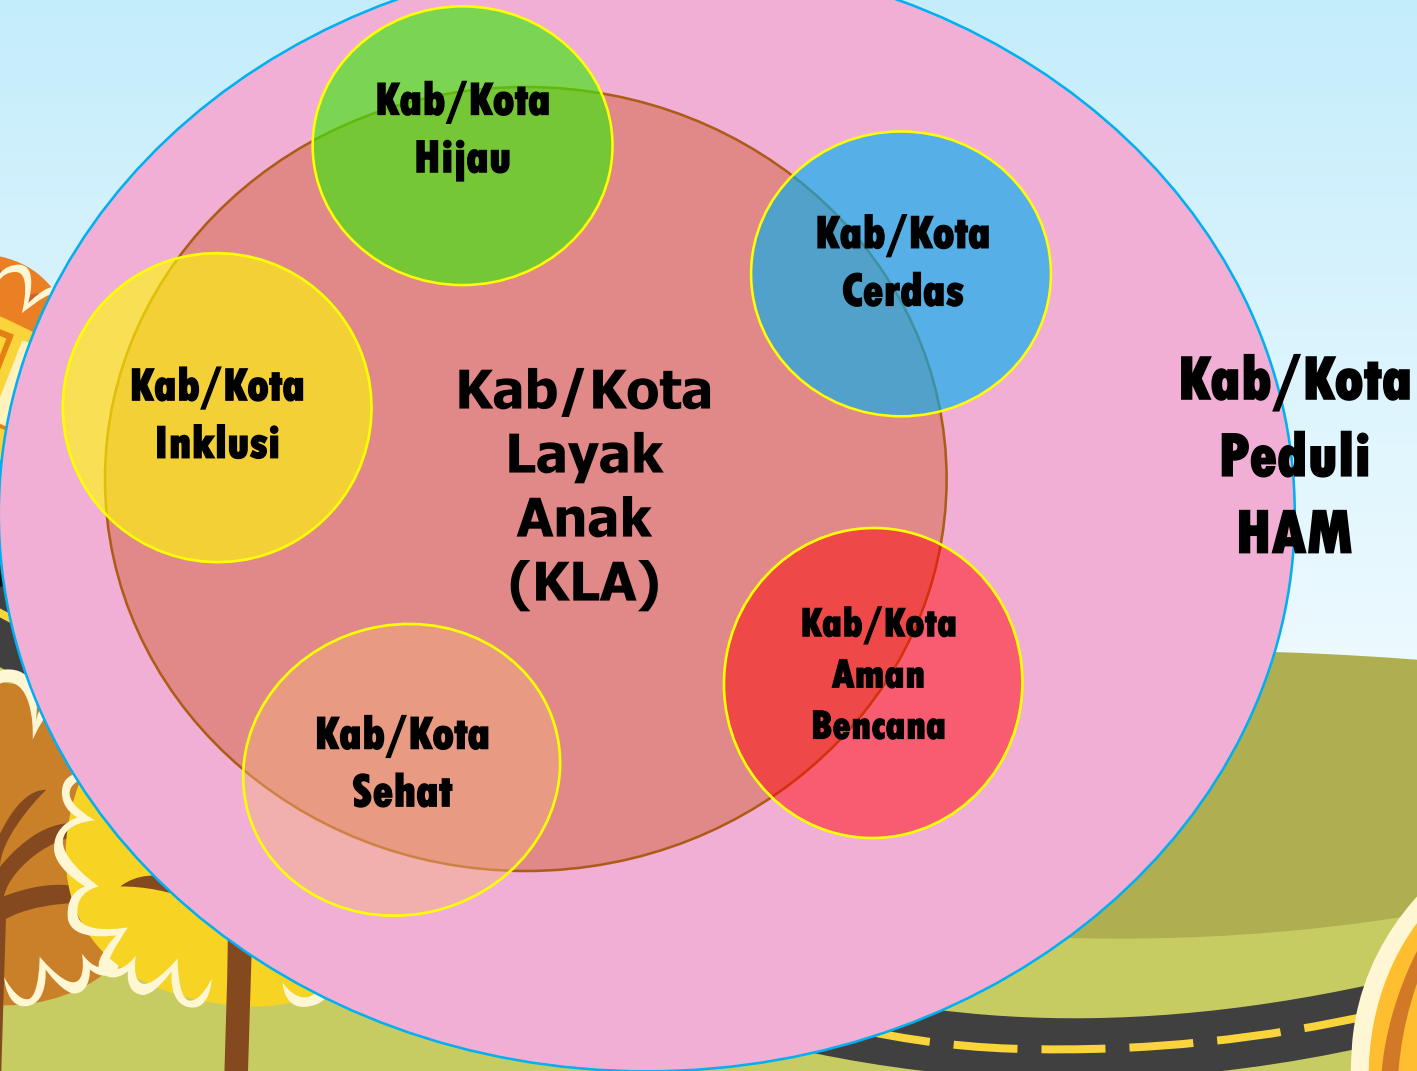 Kab/Kota
Hijau
Kab/Kota
Cerdas
Kab/Kota
Inklusi
Kab/Kota
Layak
Anak
(KLA)
Kab/Kota
Peduli
HAM
Kab/Kota
Aman
Bencana
Kab/Kota
Sehat